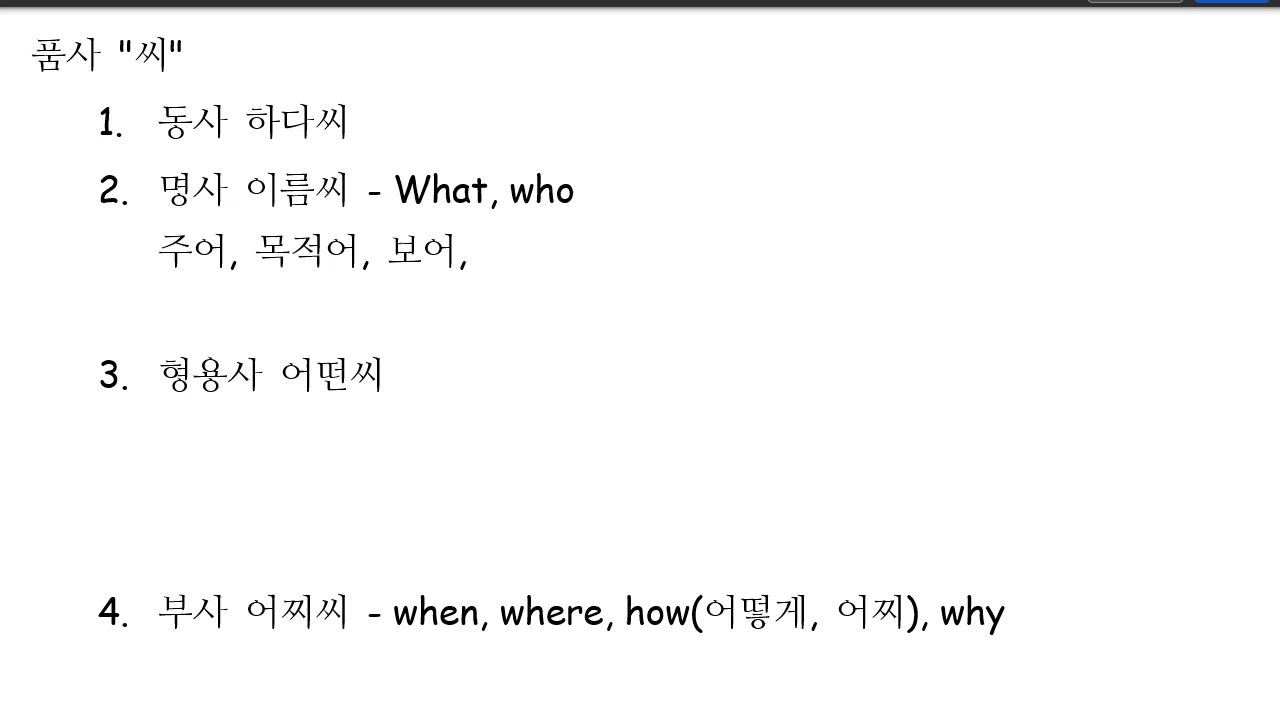 품사 "씨"
1. 동사 하다씨
2. 명사 이름씨 - What, who
주어, 목적어, 보어,
3. 형용사 어떤씨
4. 부사 어찌씨 - when, where, how(어떻게, 어찌), why